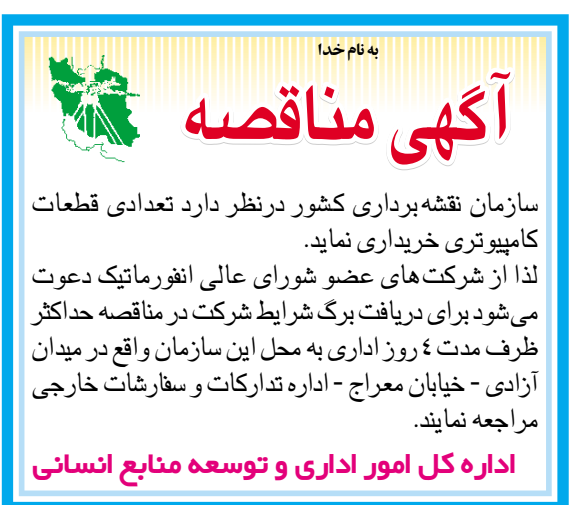 به نام خدا
آگهی مناقصه
سازمان نقشه‌برداری کشور درنظر دارد تعدادی قطعات
کامپیوتری خریداری نماید.
لذا از شرکت‌های عضو شورای عالی انفورماتیک دعوت
می‌شود برای دریافت برگ شرایط شرکت در مناقصه حداکثر
ظرف مدت ٤ روز اداری به محل این سازمان واقع در میدان
آزادی - خیابان معراج - اداره تدارکات و سفارشات خارجی
مراجعه نمایند.
اداره کل امور اداری و توسعه منابع انسانی